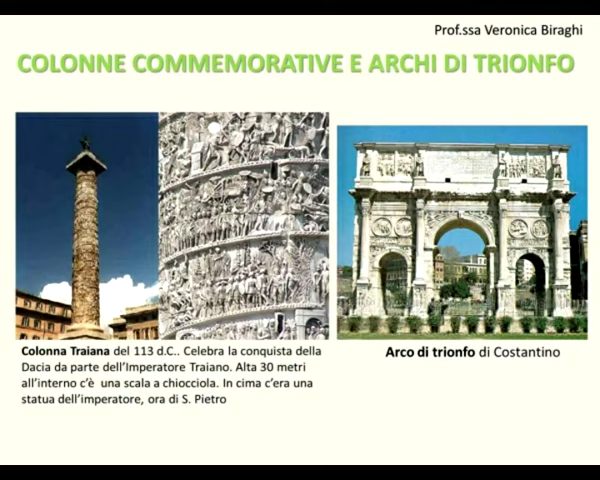 Prof.ssa Veronica Biraghi
COLONNE COMMEMORATIVE E ARCHI DI TRIONFO
Colonna Traiana del 113 d.C.. Celebra la conquista della
Dacia da parte dell'Imperatore Traiano. Alta 30 metri
all'interno c'è una scala a chiocciola. In cima c'era una
statua dell'imperatore, ora di S. Pietro
Arco di trionfo di Costantino